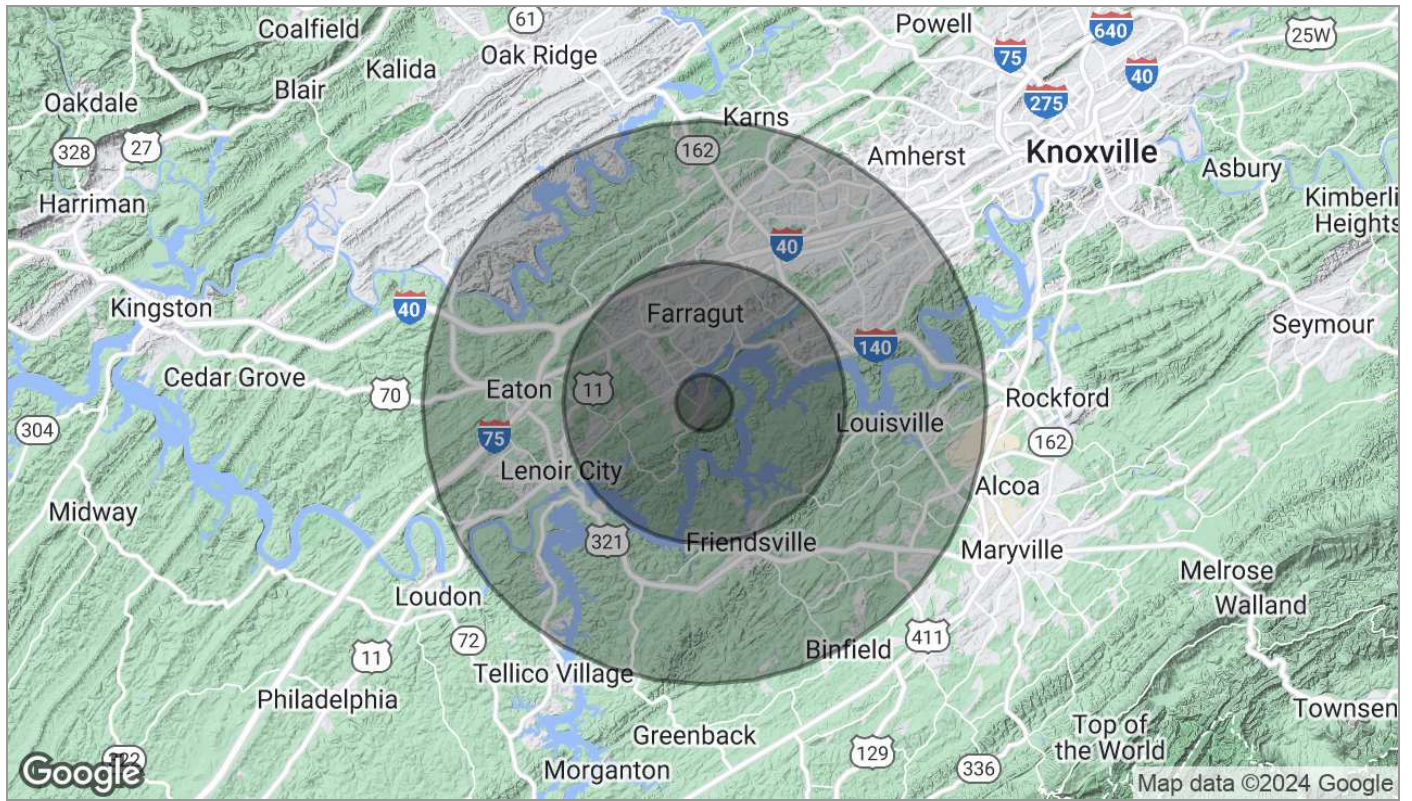 61
Coalfield
Powell
640
25W
Oak Ridge
75
Kalida
40
Blair
275
Oakdale
Karns
328
27
162
Amherst
Knoxville
Asbury
Harriman
Kimberli
Heights
40
Kingston
40
Farragut
Seymour
140
Cedar Grove
70
Eaton
11
Rockford
304
75
Louisville
162
Lenoir City
Alcoa
Midway
321
Friendsville
Maryville
Melrose
Loudon
Walland
72
411
11
Binfield
Tellico Village
Philadelphia
Townsen
Greenback
Top of
the World
129
322
Google
Morganton
336
Map data ©2024 Google